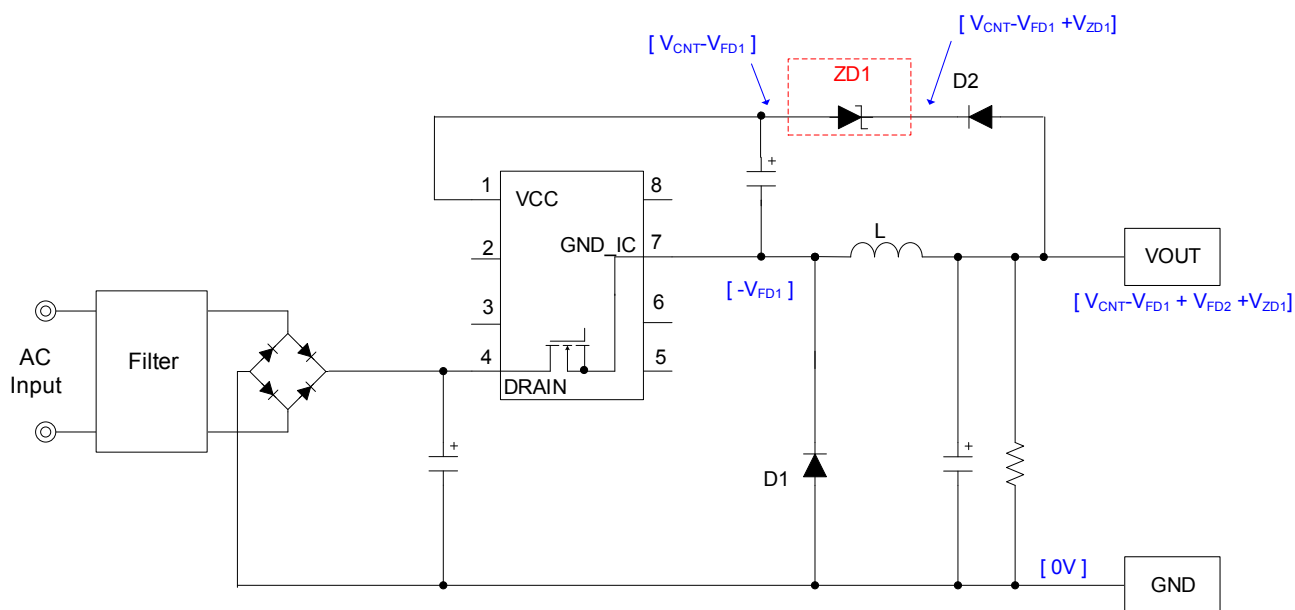 [ VCNT-VFD1 +VZD1]
[ VCNT-VFD1 ]
ZD1
D2
+
1
VCC
8
2
GND_IC
7
L
VOUT
[ -VFD1 ]
[ VCNT-VFD1 + VFD2 +VZD1]
3
6
AC
Input
Filter
4
DRAIN
5
+
D1
+
[ 0V ]
GND